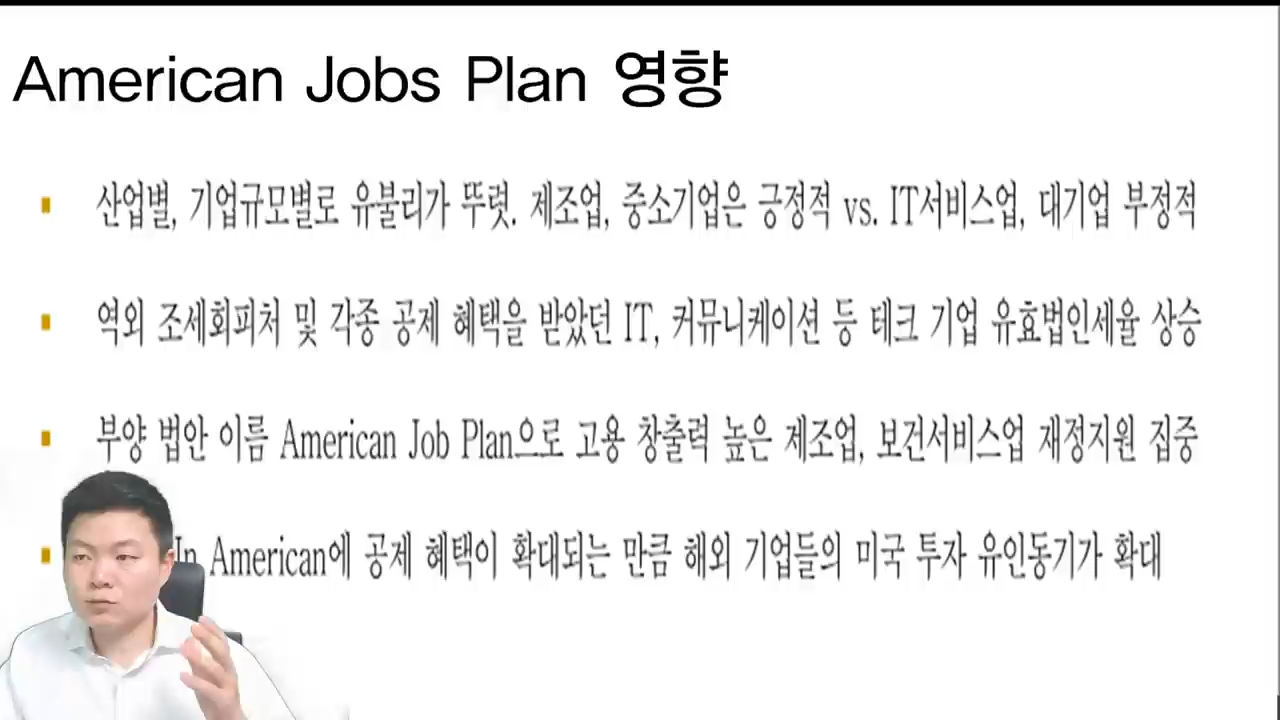 American Jobs Plan 영향
산업별, 기업규모별로 유불리가 뚜렷. 제조업, 중소기업은 긍정적 vs. IT서비스업, 대기업 부정적
역외 조세회피처 및 각종 공제 혜택을 받았던 IT, 커뮤니케이션 등 테크 기업 유효법인세율 상승
부양 법안 이름 American Job Plan으로 고용 창출력 높은 제조업, 보건서비스업 재정지원 집중
In American에 공제 혜택이 확대되는 만큼 해외 기업들의 미국 투자 유인동기가 확대